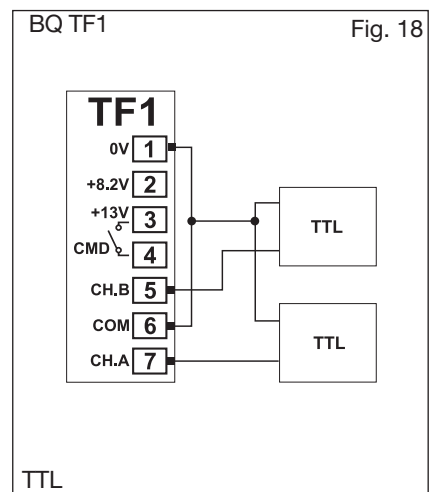 BQ TF1 Fig. 18
TF1
0V 1
+8.2V 2
+13V 3
CMD 4
CH.B 5
COM 6
CH.A 7
TTL
TTL
TTL